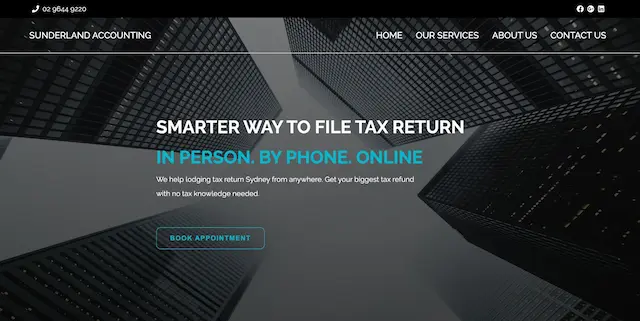 02 9644 9220
SUNDERLAND ACCOUNTING
HOME OUR SERVICES ABOUT US CONTACT US
SMARTER WAY TO FILE TAX RETURN
IN PERSON. BY PHONE. ONLINE
We help lodging tax return Sydney from anywhere. Get your biggest tax refund
with no tax knowledge needed.
BOOK APPOINTMENT